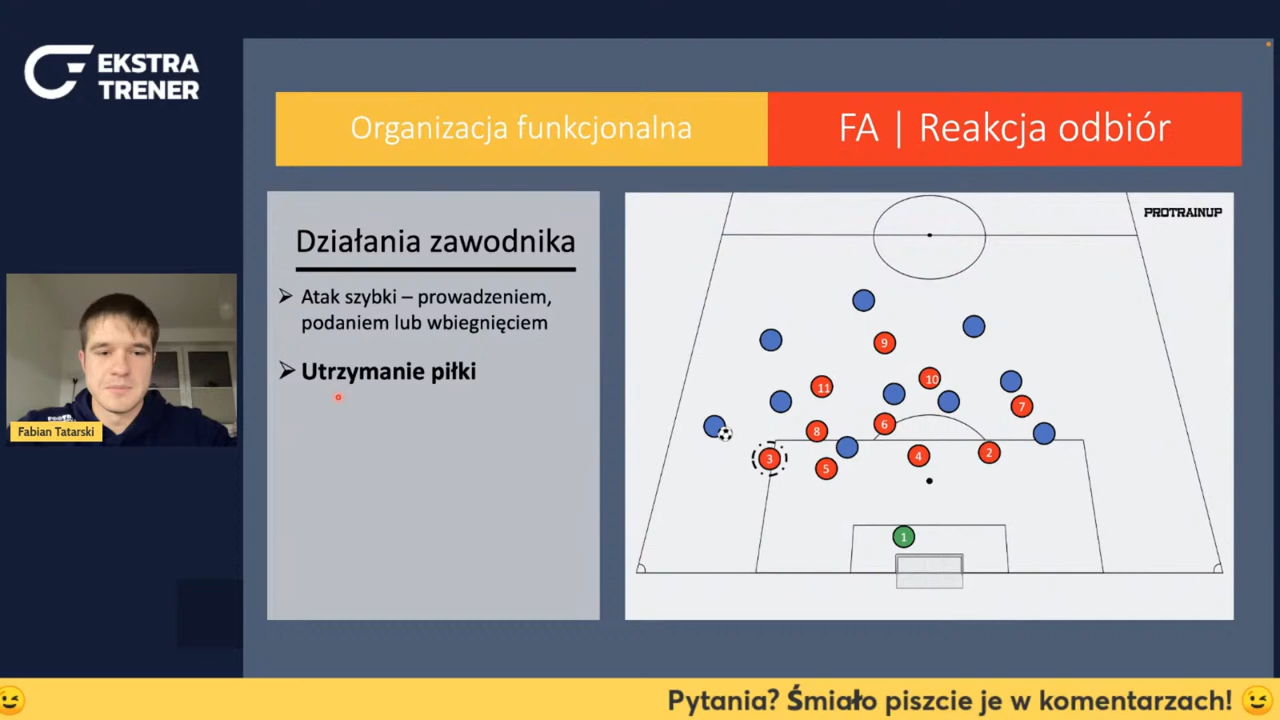 EKSTRA
TRENER
Organizacja funkcjonalna
FA | Reakcja odbiór
Działania zawodnika
Atak szybki – prowadzeniem,
podaniem lub wbiegnięciem
Utrzymanie piłki
PROTRAINUP
9
11
10
7
8
6
3
5
4
2
1
Fabian Tatarski
Pytania? Śmiało piszcie je w komentarzach!